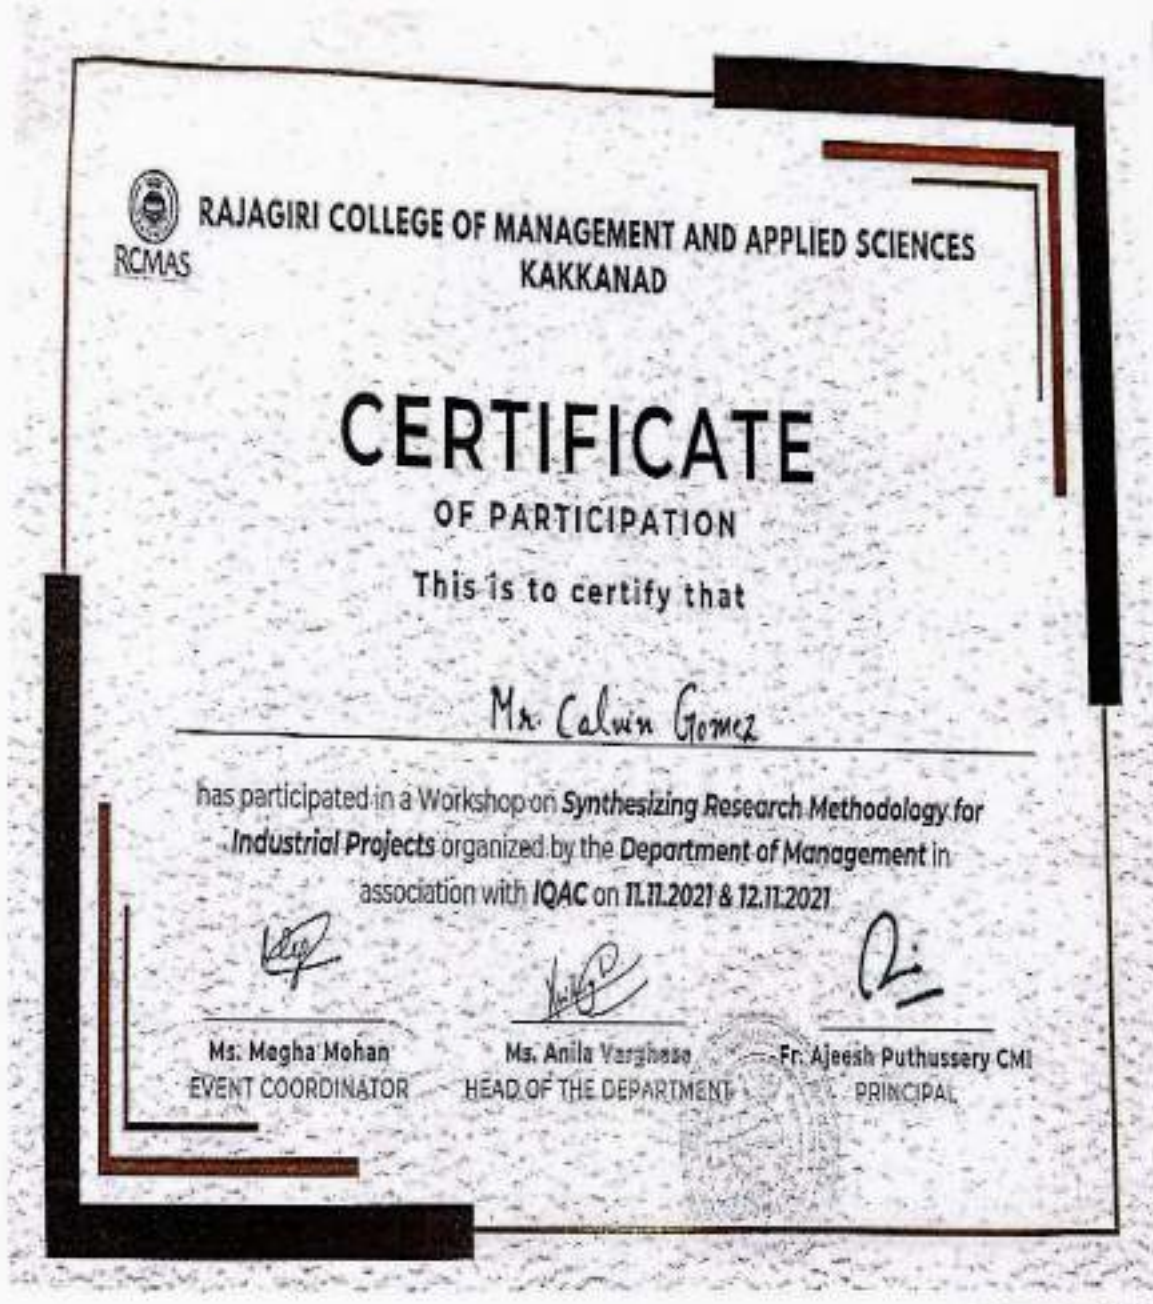 RAJAGIRI COLLEGE OF MANAGEMENT AND APPLIED SCIENCES
KAKKANAD
RCMAS
CERTIFICATE
OF PARTICIPATION
This is to certify that
Mr. Calvin Gomez
has participated in a Workshop on Synthesizing Research Methodology for
Industrial Projects organized by the Department of Management in
association with IQAC on 11.11.2021 & 12.11.2021
Ms. Megha Mohan Ms. Anila Varghese Fr. Ajeesh Puthussery CMI
EVENT COORDINATOR HEAD OF THE DEPARTMENT PRINCIPAL